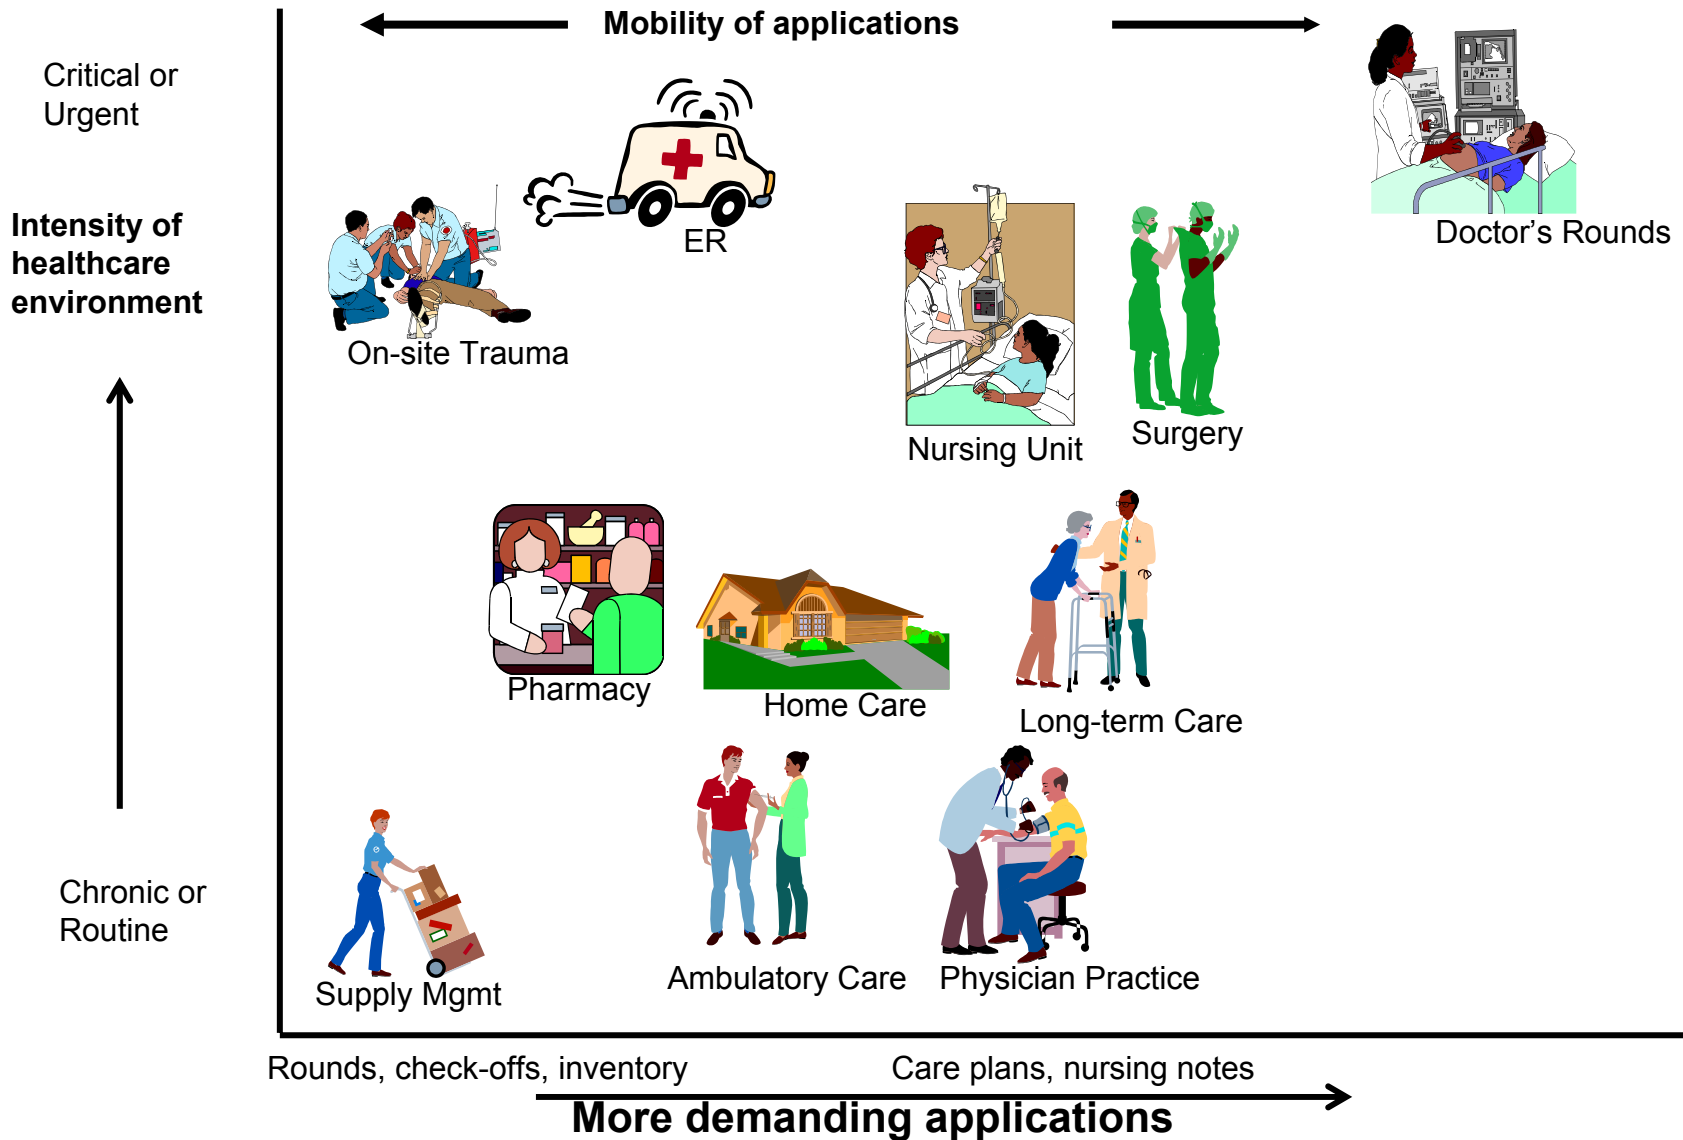 Mobility of applications
Critical or
Urgent
Intensity of
healthcare
environment
ER
Doctor’s Rounds
On-site Trauma
Nursing Unit
Surgery
Pharmacy
Home Care
Long-term Care
Chronic or
Routine
Supply Mgmt
Ambulatory Care
Physician Practice
Rounds, check-offs, inventory
Care plans, nursing notes
More demanding applications